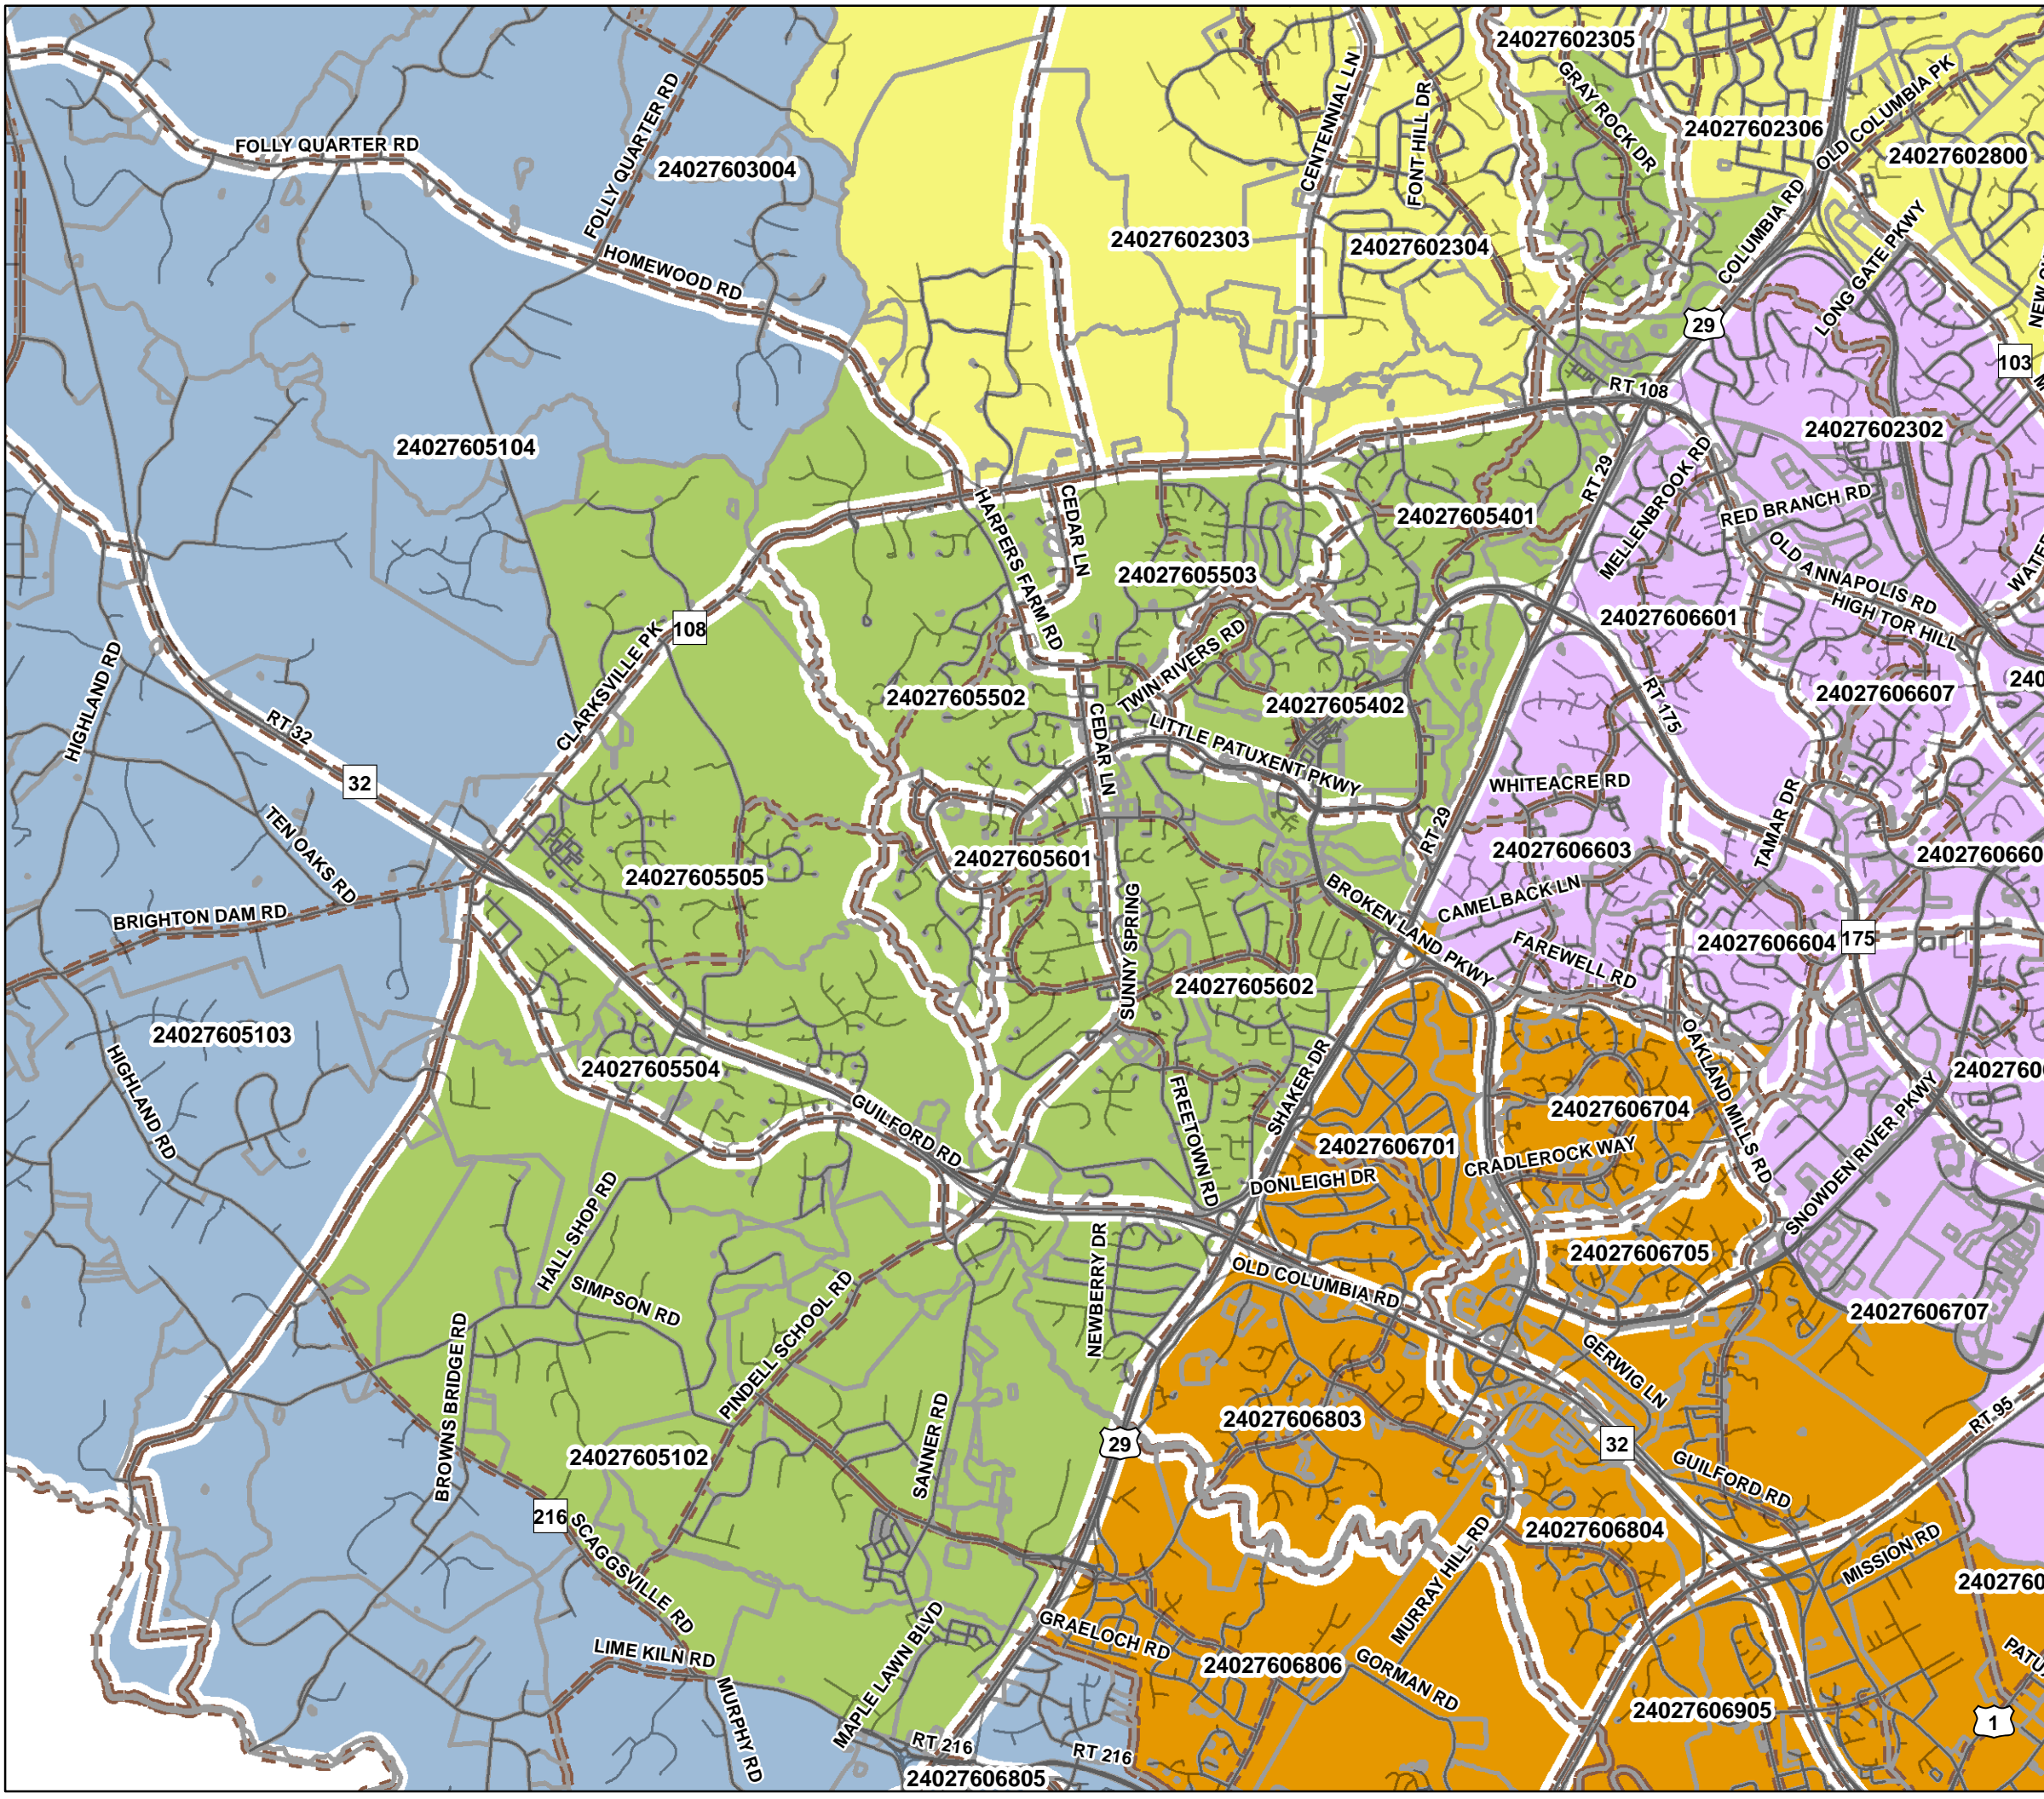 24027602305
GRAY ROCK DR
24027602306
COLUMBIA PK
OLD
24027602800
CENTENNIAL LN
FONT HILL DR
FOLLY QUARTER RD
FOLLY QUARTER RD
24027603004
24027602303
24027602304
COLUMBIA RD
LONG GATE PKWY
HOMEWOOD RD
29
103
RT 108
24027605104
24027602302
HARPERS FARM RD
CEDAR LN
24027605401
RT 29
MELLENBROOK RD
RED BRANCH RD
OLD ANNAPOLIS RD
HIGH TOR HILL
24027605503
24027606601
108
CLARKSVILLE PK
HIGHLAND RD
TWIN RIVERS RD
24027605502
24027605402
RT 175
24027606607
RT 32
32
CEDAR LN
LITTLE PATUXENT PKWY
WHITEACRE RD
TEN OAKS RD
RT 29
TAMAR DR
24027605601
24027606603
24027605505
BRIGHTON DAM RD
SUNNY SPRING
BROKEN LAND PKWY
CAMELBACK LN
FAREWELL RD
24027606604
175
24027605602
24027605103
HIGHLAND RD
24027605504
GUILFORD RD
FREETOWN RD
SHAKER DR
OAKLAND MILLS RD
24027606704
24027606701
CRADLEROCK WAY
DONLEIGH DR
SNOWDEN RIVER PKWY
HALL SHOP RD
SIMPSON RD
PINDELL SCHOOL RD
NEWBERRY DR
OLD COLUMBIA RD
24027606705
24027606707
BROWNS BRIDGE RD
GERWIG LN
SANNER RD
24027606803
RT 95
24027605102
29
32
GUILFORD RD
216
SCAGGSVILLE RD
24027606804
MURRAY HILL RD
MISSION RD
LIME KILN RD
MAPLE LAWN BLVD
GRAELOCH RD
24027606806
GORMAN RD
MURPHY RD
24027606905
1
RT 216
RT 216
24027606805